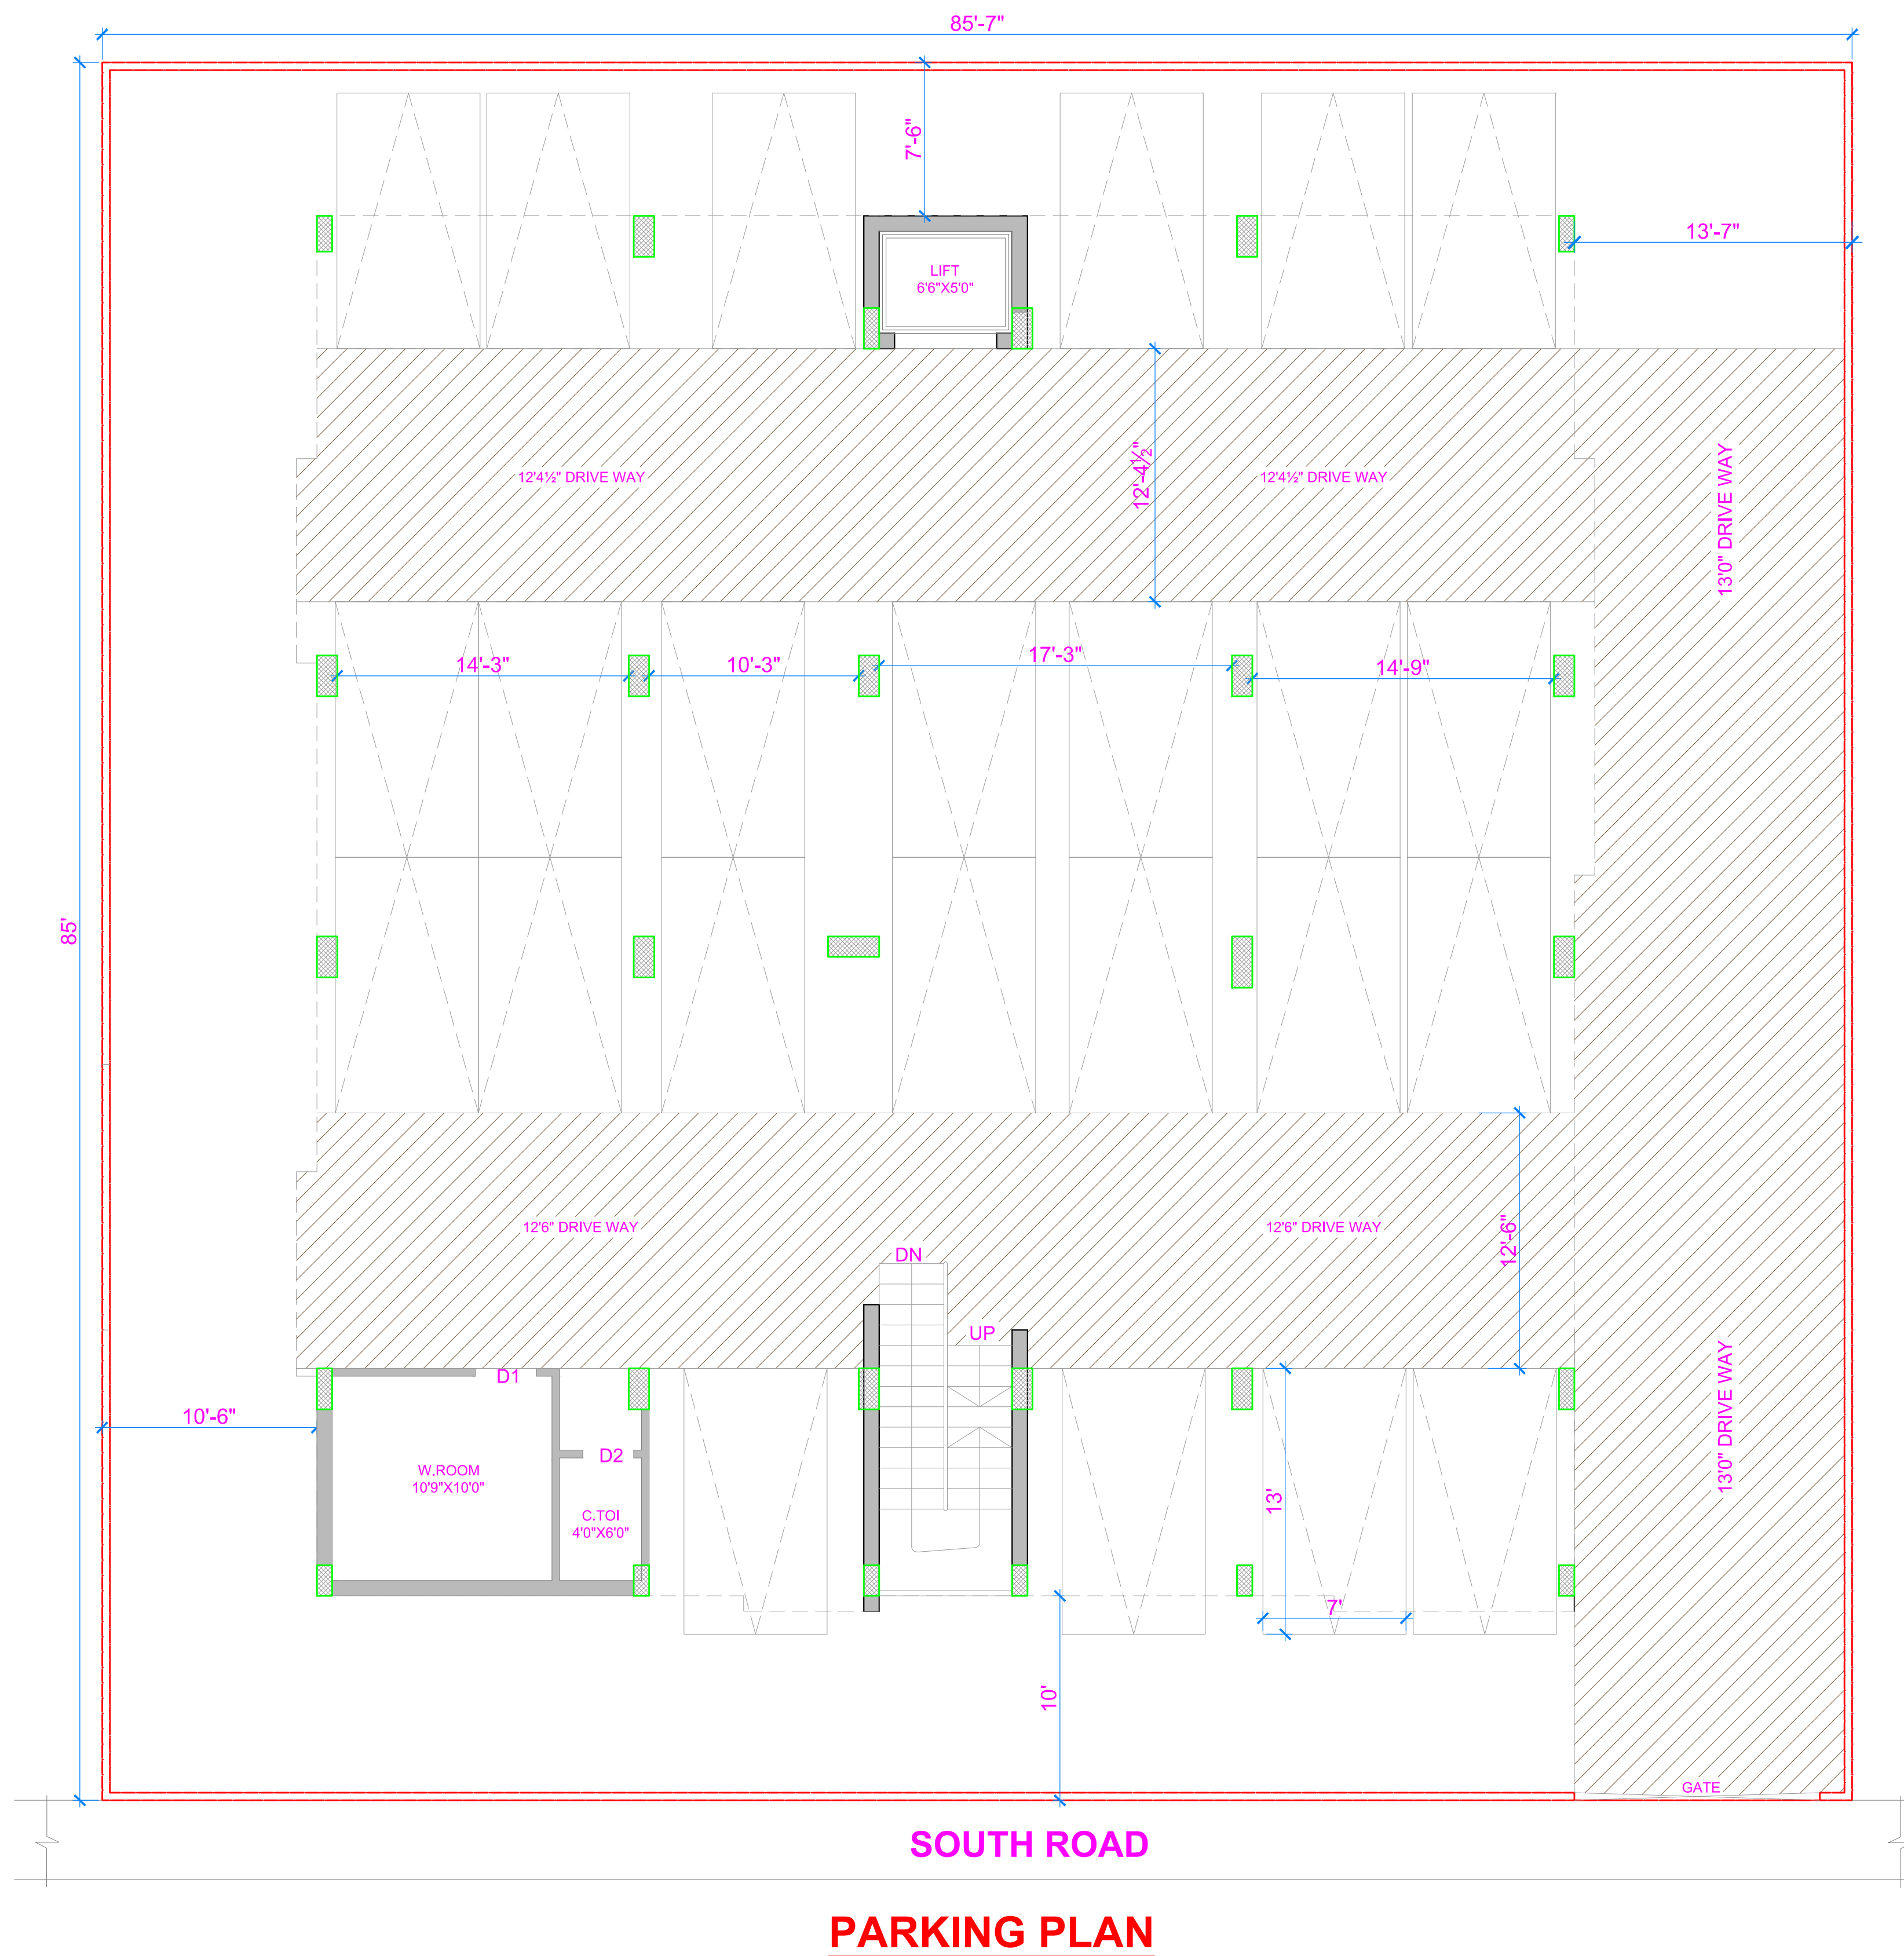 85'-7"
7'-6"
13'-7"
LIFT
6'6"X5'0"
12'4½" DRIVE WAY
12'-4½"
12'4½" DRIVE WAY
13'0" DRIVE WAY
14'-3"
10'-3"
17'-3"
14'-9"
85'
12'6" DRIVE WAY
12'6" DRIVE WAY
12'-6"
DN
UP
D1
10'-6"
D2
W.ROOM
10'9"X10'0"
C.TOI
4'0"X6'0"
13'
13'0" DRIVE WAY
7'
10'
GATE
SOUTH ROAD
PARKING PLAN